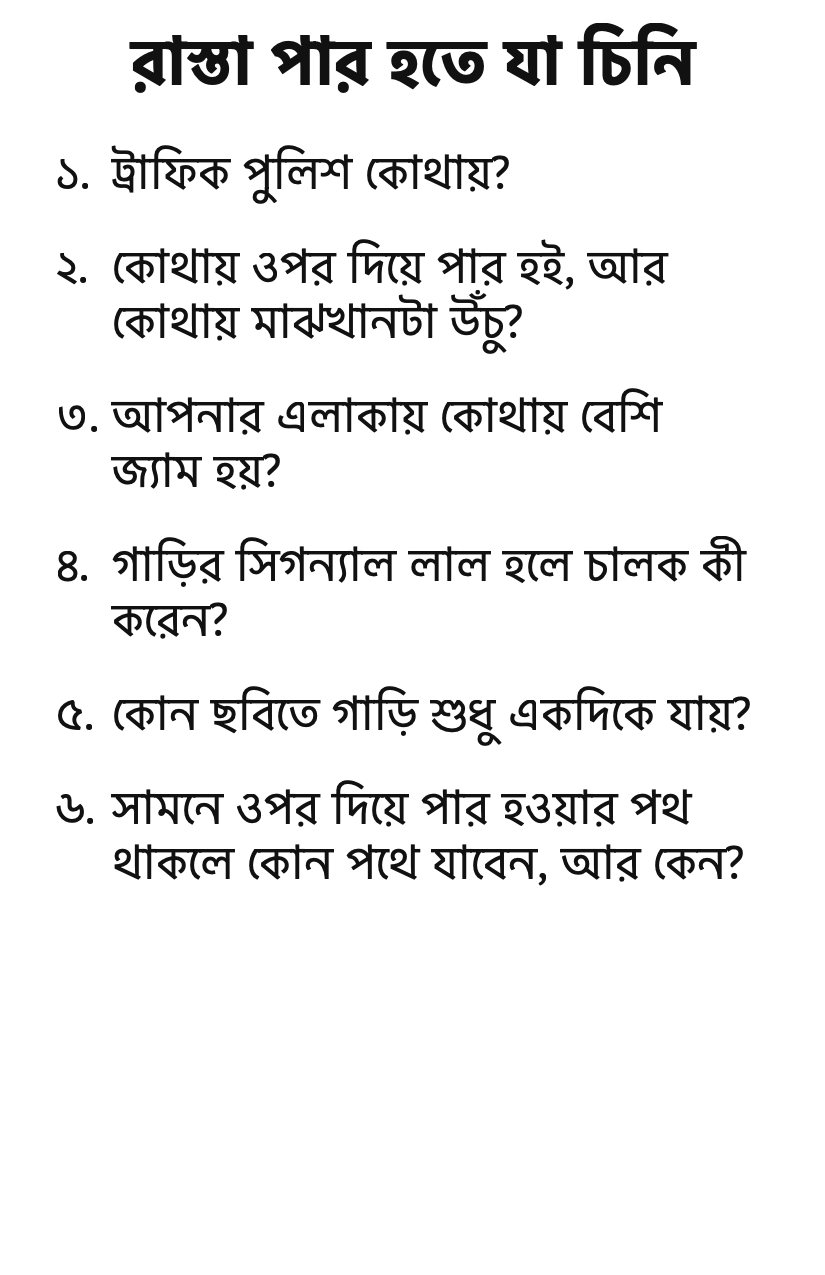 রাস্তা পার হতে যা চিনি
১. ট্রাফিক পুলিশ কোথায়?
২. কোথায় ওপর দিয়ে পার হই, আর
কোথায় মাঝখানটা উঁচু?
৩. আপনার এলাকায় কোথায় বেশি
জ্যাম হয়?
৪. গাড়ির সিগন্যাল লাল হলে চালক কী
করেন?
৫. কোন ছবিতে গাড়ি শুধু একদিকে যায়?
৬. সামনে ওপর দিয়ে পার হওয়ার পথ
থাকলে কোন পথে যাবেন, আর কেন?